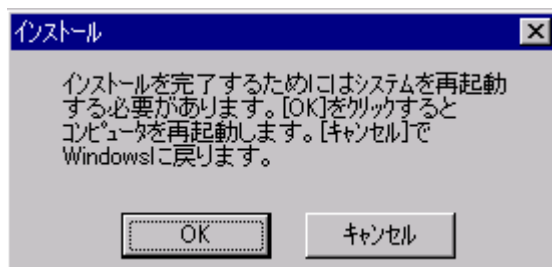 インストール
インストールを完了するためにはシステムを再起動
する必要があります。[OK]をクリックすると
コンピュータを再起動します。[キャンセル]で
Windowsに戻ります。
OK
キャンセル